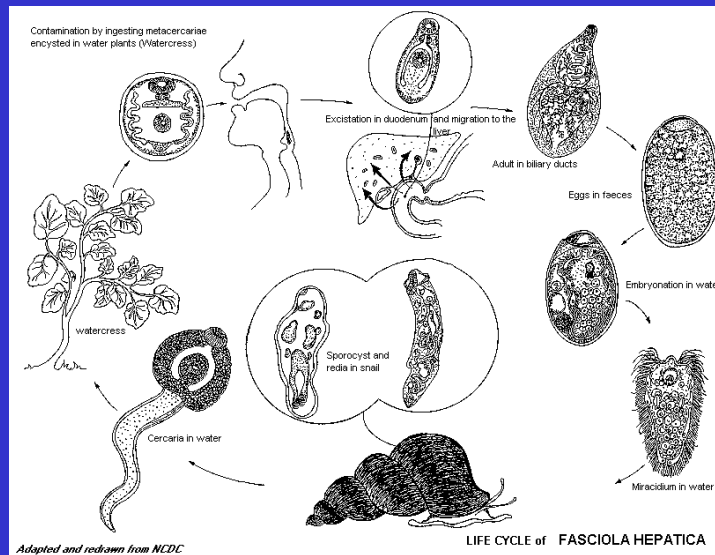 Contamination by ingesting metacercariae
encysted in water plants (Watercress)
Excistation in duodenum and migration to the
liver
Adult in biliary ducts
Eggs in faeces
Embryonation in wate
watercress
Sporocyst and
redia in snail
Cercaria in water
Miracidium in water
LIFE CYCLE of FASCIOLA HEPATICA
Adapted and redrawn from NCDC